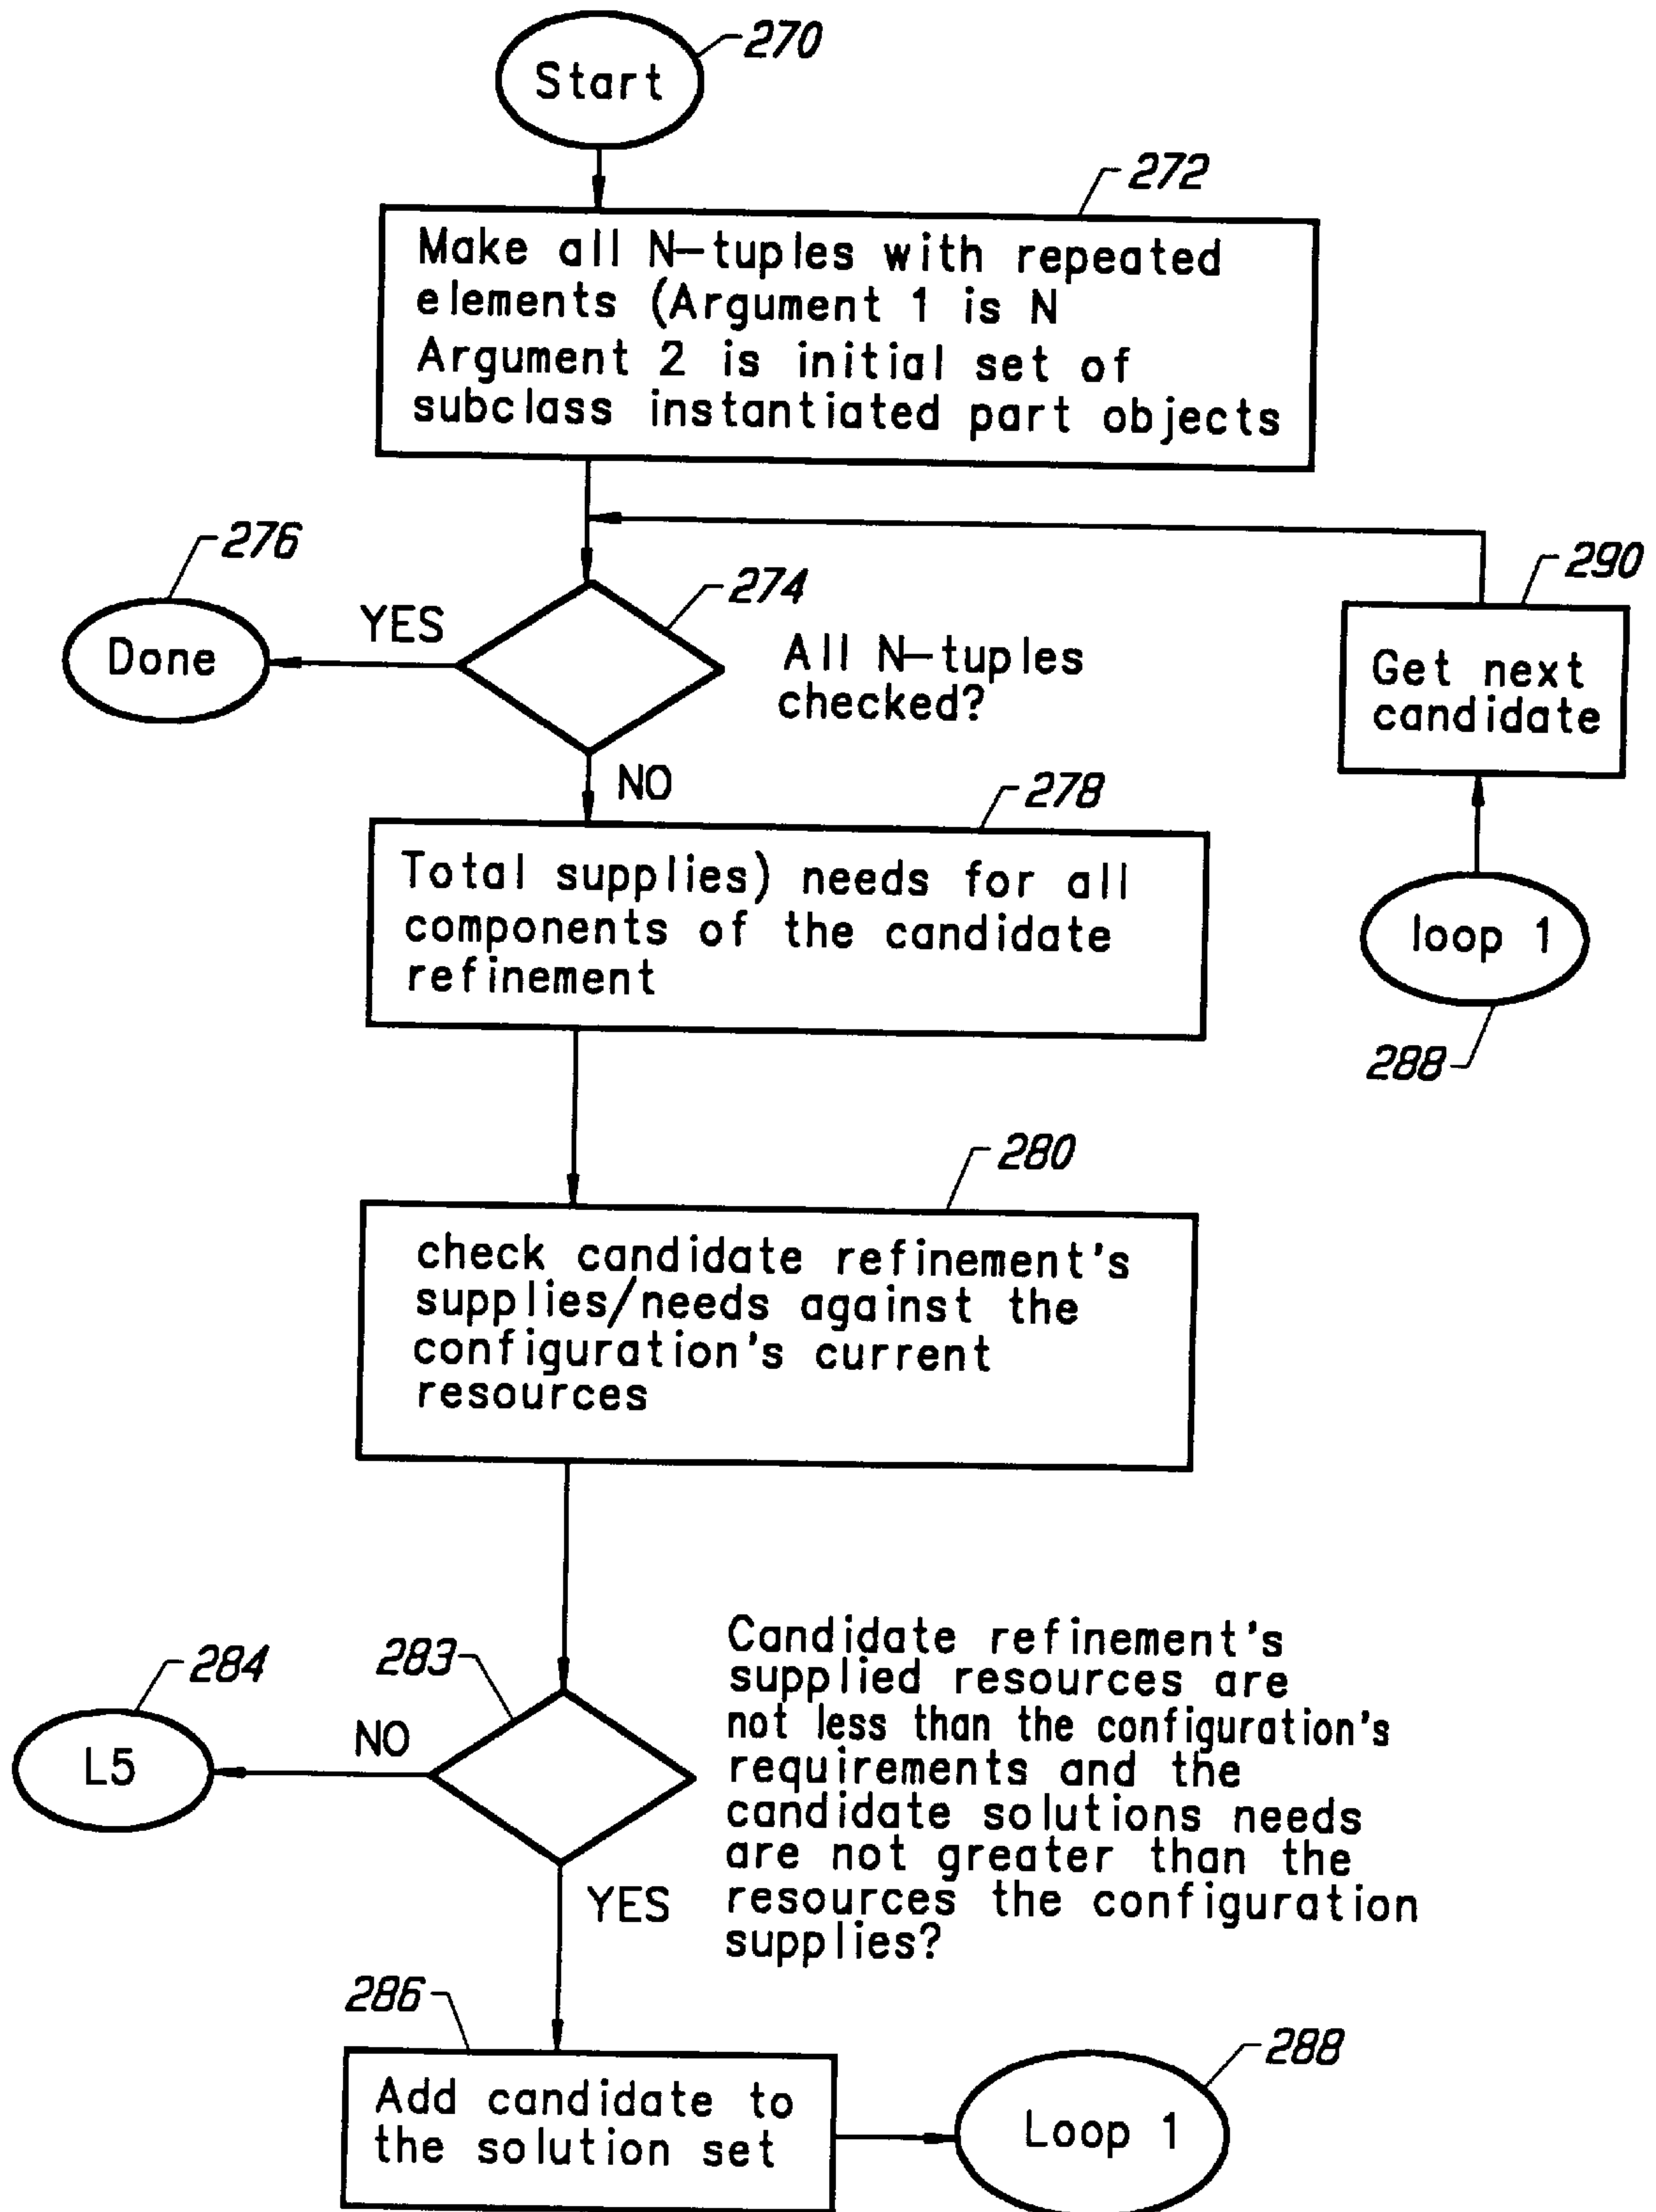 270
Start
272
Make all N-tuples with repeated
elements (Argument 1 is N
Argument 2 is initial set of
subclass instantiated part objects
276
Done
YES
274
All N-tuples
checked?
NO
290
Get next
candidate
278
Total supplies) needs for all
components of the candidate
refinement
loop 1
288
280
check candidate refinement's
supplies/needs against the
configuration's current
resources
284
L5
NO
283
Candidate refinement's
supplied resources are
not less than the configuration's
requirements and the
candidate solutions needs
are not greater than the
resources the configuration
supplies?
YES
286
Add candidate to
the solution set
288
Loop 1